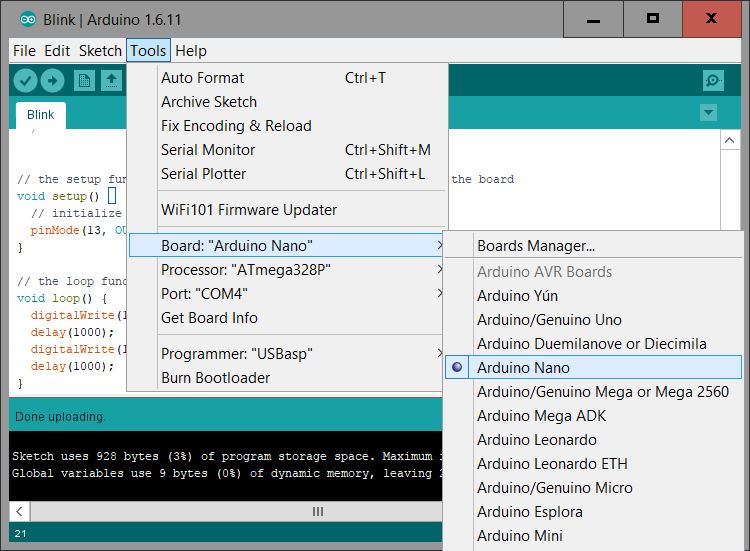 Blink | Arduino 1.6.11
File Edit Sketch Tools Help
Blink
Auto Format Ctrl+T
Archive Sketch
Fix Encoding & Reload
Serial Monitor Ctrl+Shift+M
Serial Plotter Ctrl+Shift+L
WiFi101 Firmware Updater
Board: "Arduino Nano"
Processor: "ATmega328P"
Port: "COM4"
Get Board Info
Programmer: "USBasp"
Burn Bootloader
// the setup fun the board
void setup() {
// initialize
pinMode(13, OU
}
// the loop func
void loop() {
digitalWrite(1
delay(1000);
digitalWrite(1
delay(1000);
}
Boards Manager...
Arduino AVR Boards
Arduino Yún
Arduino/Genuino Uno
Arduino Duemilanove or Diecimila
Arduino Nano
Arduino/Genuino Mega or Mega 2560
Arduino Mega ADK
Arduino Leonardo
Arduino Leonardo ETH
Arduino/Genuino Micro
Arduino Esplora
Arduino Mini
Done uploading.
Sketch uses 928 bytes (3%) of program storage space. Maximum
Global variables use 9 bytes (0%) of dynamic memory, leaving 2
21